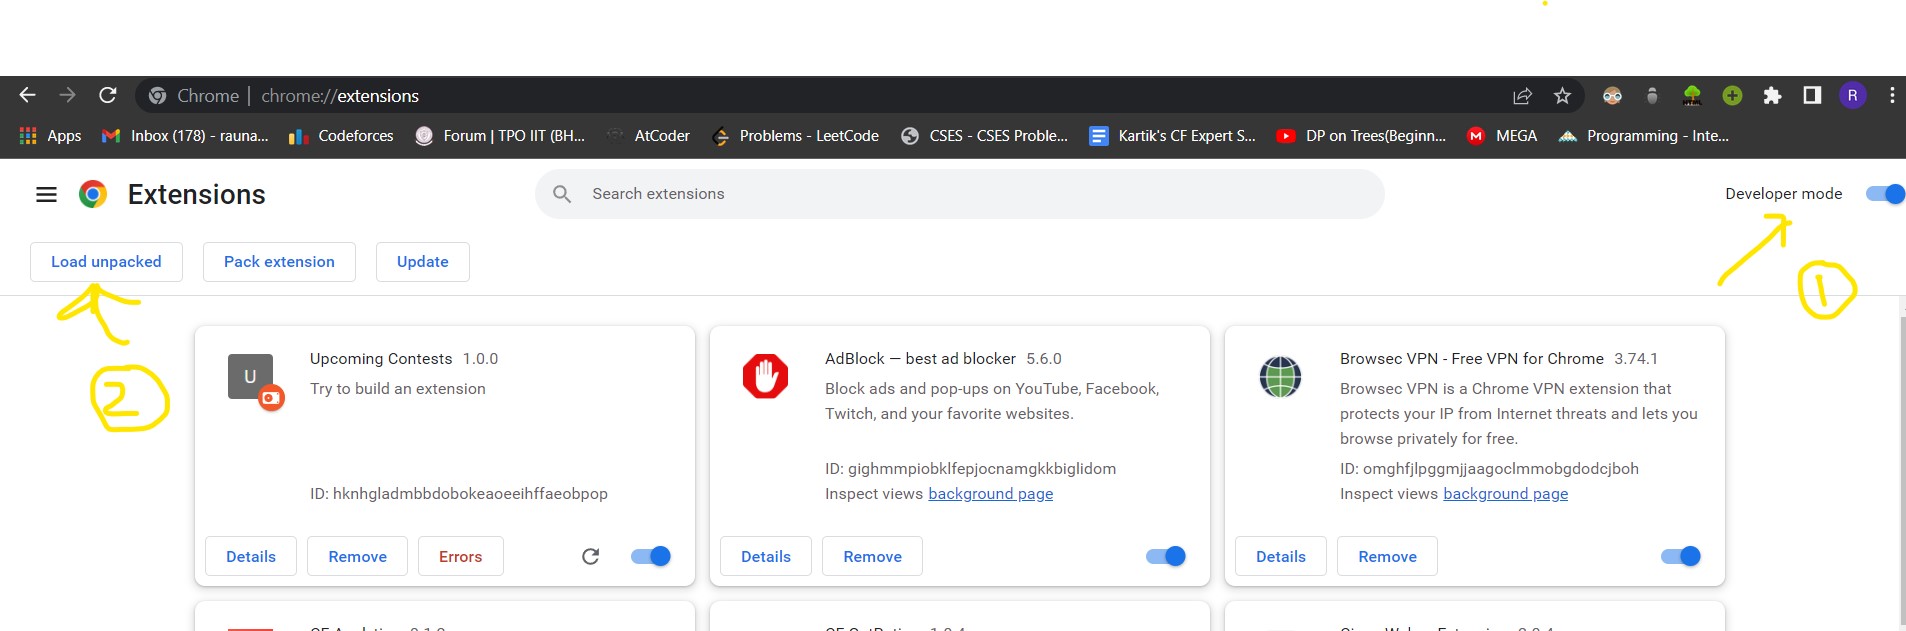 Chrome | chrome://extensions
R
Apps Inbox (178) - rauna... Codeforces Forum | TPO IIT (BH... AtCoder Problems - LeetCode CSES - CSES Proble... Kartik's CF Expert S... DP on Trees(Beginn... MEGA Programming - Inte...
Extensions Search extensions Developer mode
Load unpacked Pack extension Update
1
2
U
Upcoming Contests 1.0.0
Try to build an extension
ID: hknhgladmbbdobokeaoeeihffaeobpop
Details Remove Errors
AdBlock — best ad blocker 5.6.0
Block ads and pop-ups on YouTube, Facebook,
Twitch, and your favorite websites.
ID: gighmmpiobklfepjocnamgkkbiglidom
Inspect views background page
Details Remove
Browsec VPN - Free VPN for Chrome 3.74.1
Browsec VPN is a Chrome VPN extension that
protects your IP from Internet threats and lets you
browse privately for free.
ID: omghfjlpggmjjaagoclmmobgdodcjboh
Inspect views background page
Details Remove